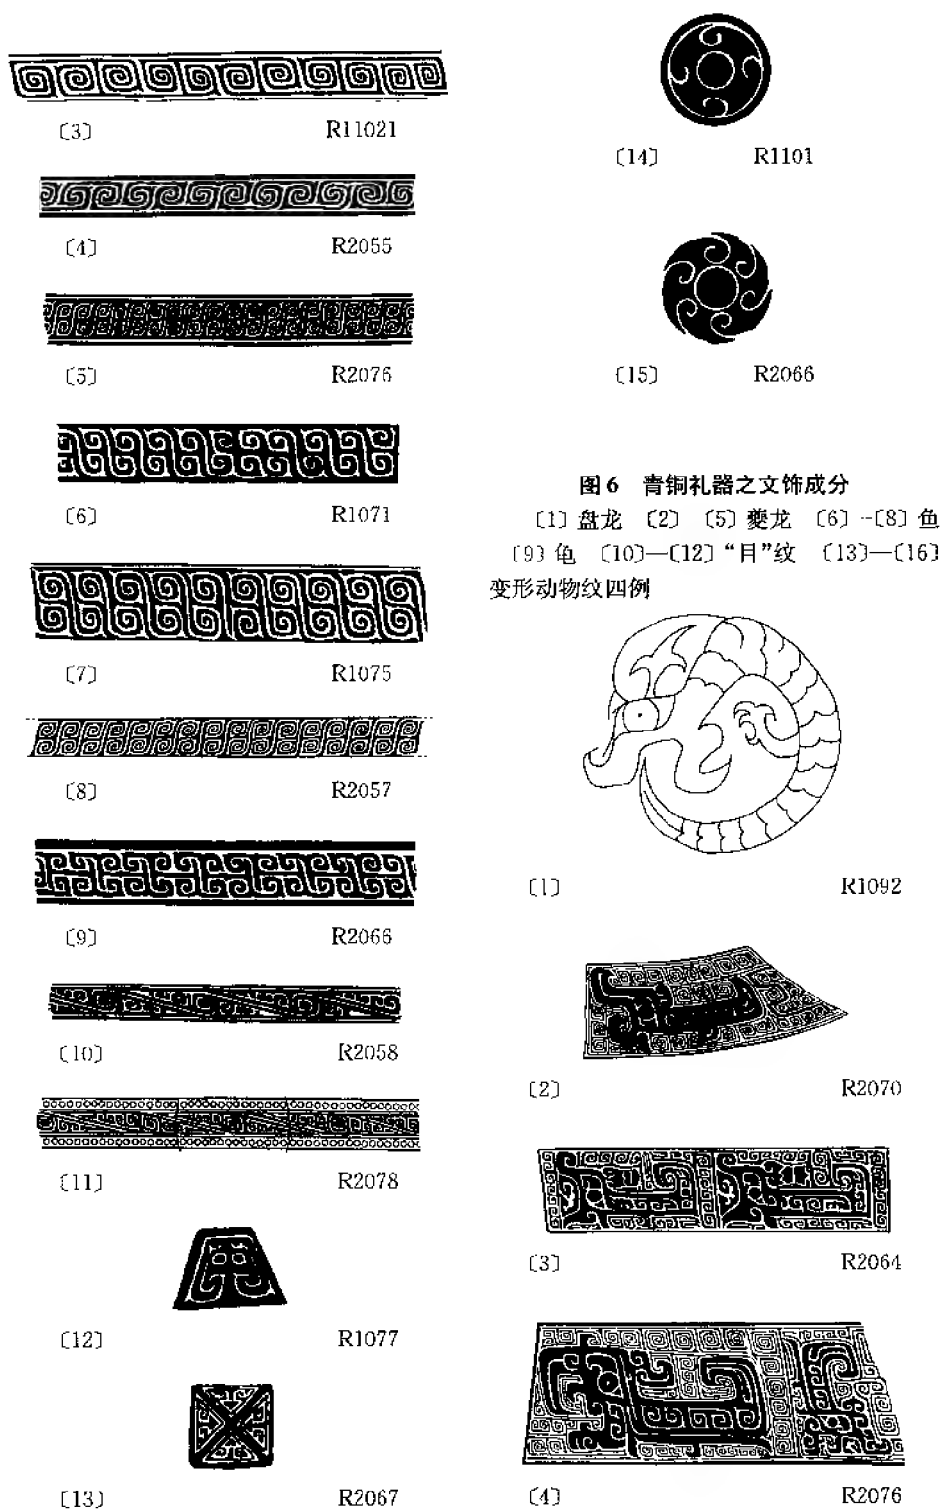 〔3〕 R11021
〔4〕 R2055
〔5〕 R2076
〔6〕 R1071
〔7〕 R1075
〔8〕 R2057
〔9〕 R2066
〔10〕 R2058
〔11〕 R2078
〔12〕 R1077
〔13〕 R2067
〔14〕 R1101
〔15〕 R2066
图6 青铜礼器之文饰成分
〔1〕盘龙 〔2〕 〔5〕夔龙 〔6〕--〔8〕鱼
〔9〕龟 〔10〕—〔12〕“目”纹 〔13〕—〔16〕
变形动物纹四例
〔1〕 R1092
〔2〕 R2070
〔3〕 R2064
〔4〕 R2076